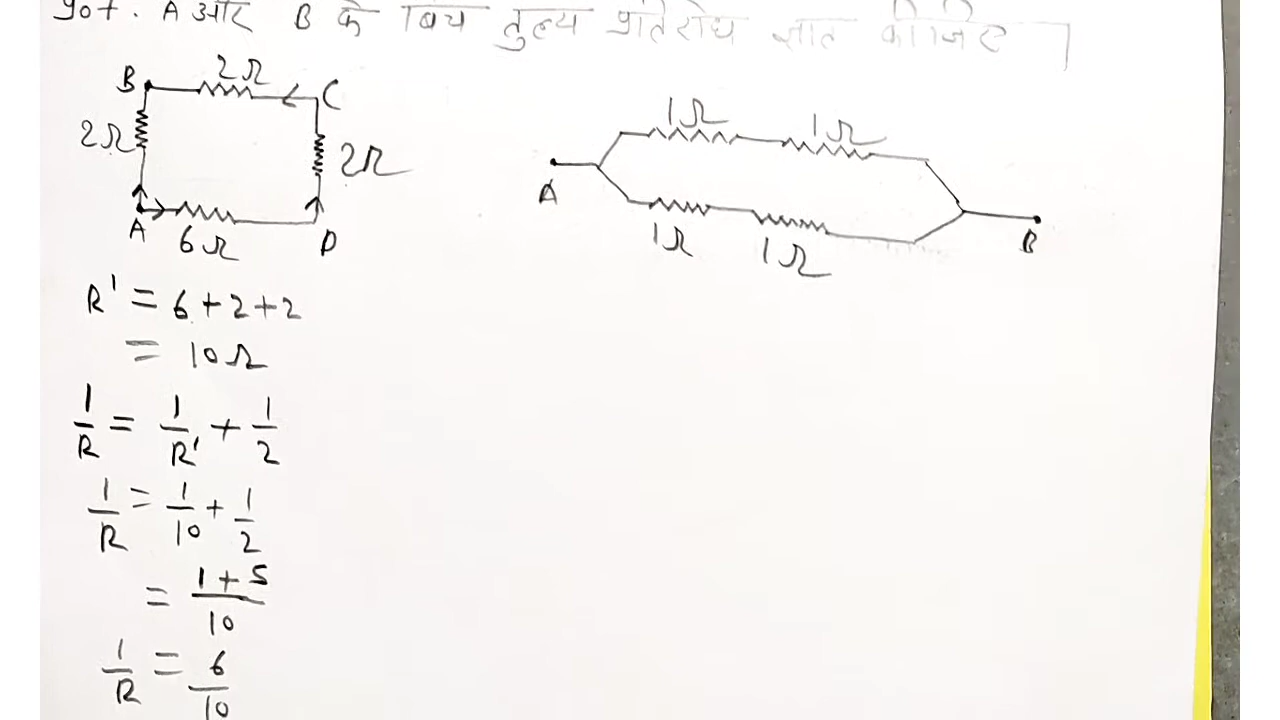 प्र०1. A और B के बिच तुल्य प्रतिरोध ज्ञात कीजिए |
B 2Ω C
2Ω 2Ω
A 6Ω D
1Ω 1Ω
A B
1Ω 1Ω
R' = 6+2+2
= 10Ω
1/R = 1/R' + 1/2
1/R = 1/10 + 1/2
= 1+5/10
1/R = 6/10